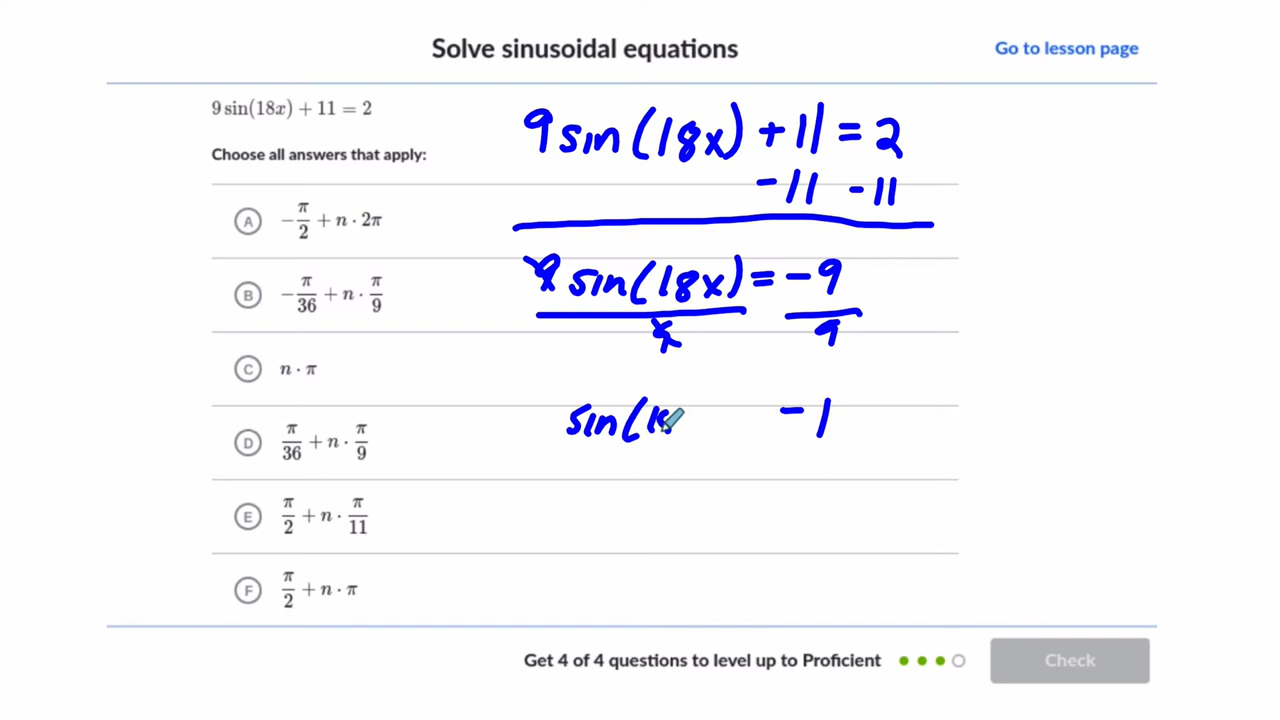 Solve sinusoidal equations
Go to lesson page
9 sin(18x) + 11 = 2
Choose all answers that apply:
A −π/2 + n · 2π
B −π/36 + n · π/9
C n · π
D π/36 + n · π/9
E π/2 + n · π/11
F π/2 + n · π
9 sin(18x) + 11 = 2
−11 −11
9 sin(18x) = −9
9 9
sin(18 −1
Get 4 of 4 questions to level up to Proficient
Check